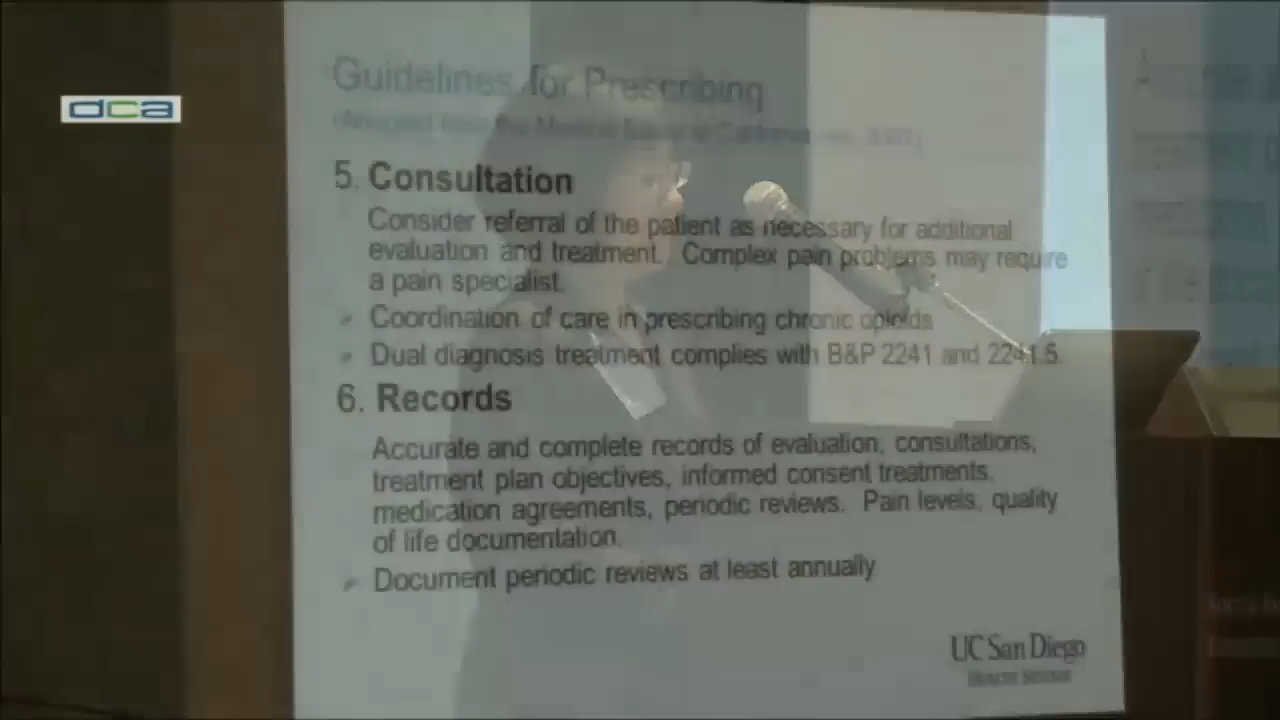 dca
Guidelines for Prescribing
5. Consultation
Consider referral of the patient as necessary for additional
evaluation and treatment. Complex pain problems may require
a pain specialist.
Coordination of care in prescribing chronic opioids
Dual diagnosis treatment complies with B&P 2241 and 2241.5
6. Records
Accurate and complete records of evaluation, consultations,
treatment plan objectives, informed consent treatments,
medication agreements, periodic reviews. Pain levels, quality
of life documentation.
Document periodic reviews at least annually
UC San Diego
HEALTH SYSTEM